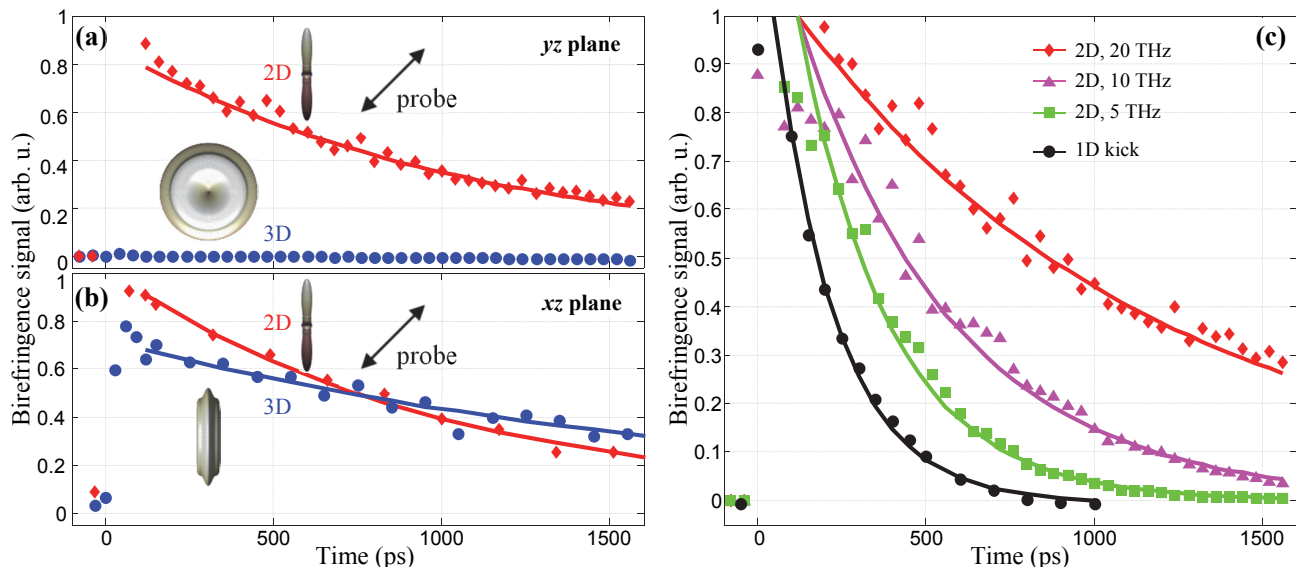 (a)
yz plane
2D
probe
3D
Birefringence signal (arb. u.)
1
0.8
0.6
0.4
0.2
0
(b)
xz plane
2D
probe
3D
1
0.8
0.6
0.4
0.2
0
0
500
1000
1500
Time (ps)
(c)
2D, 20 THz
2D, 10 THz
2D, 5 THz
1D kick
Birefringence signal (arb. u.)
1
0.9
0.8
0.7
0.6
0.5
0.4
0.3
0.2
0.1
0
0
500
1000
1500
Time (ps)